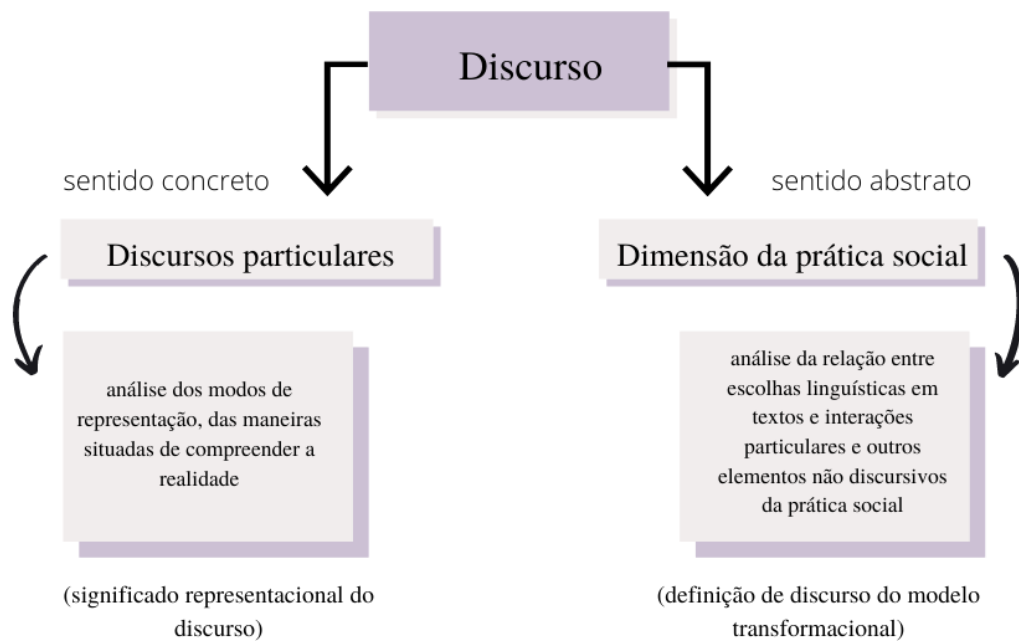 Discurso
sentido concreto
Discursos particulares
análise dos modos de
representação, das maneiras
situadas de compreender a
realidade
(significado representacional do
discurso)
sentido abstrato
Dimensão da prática social
análise da relação entre
escolhas linguísticas em
textos e interações
particulares e outros
elementos não discursivos
da prática social
(definição de discurso do modelo
transformacional)